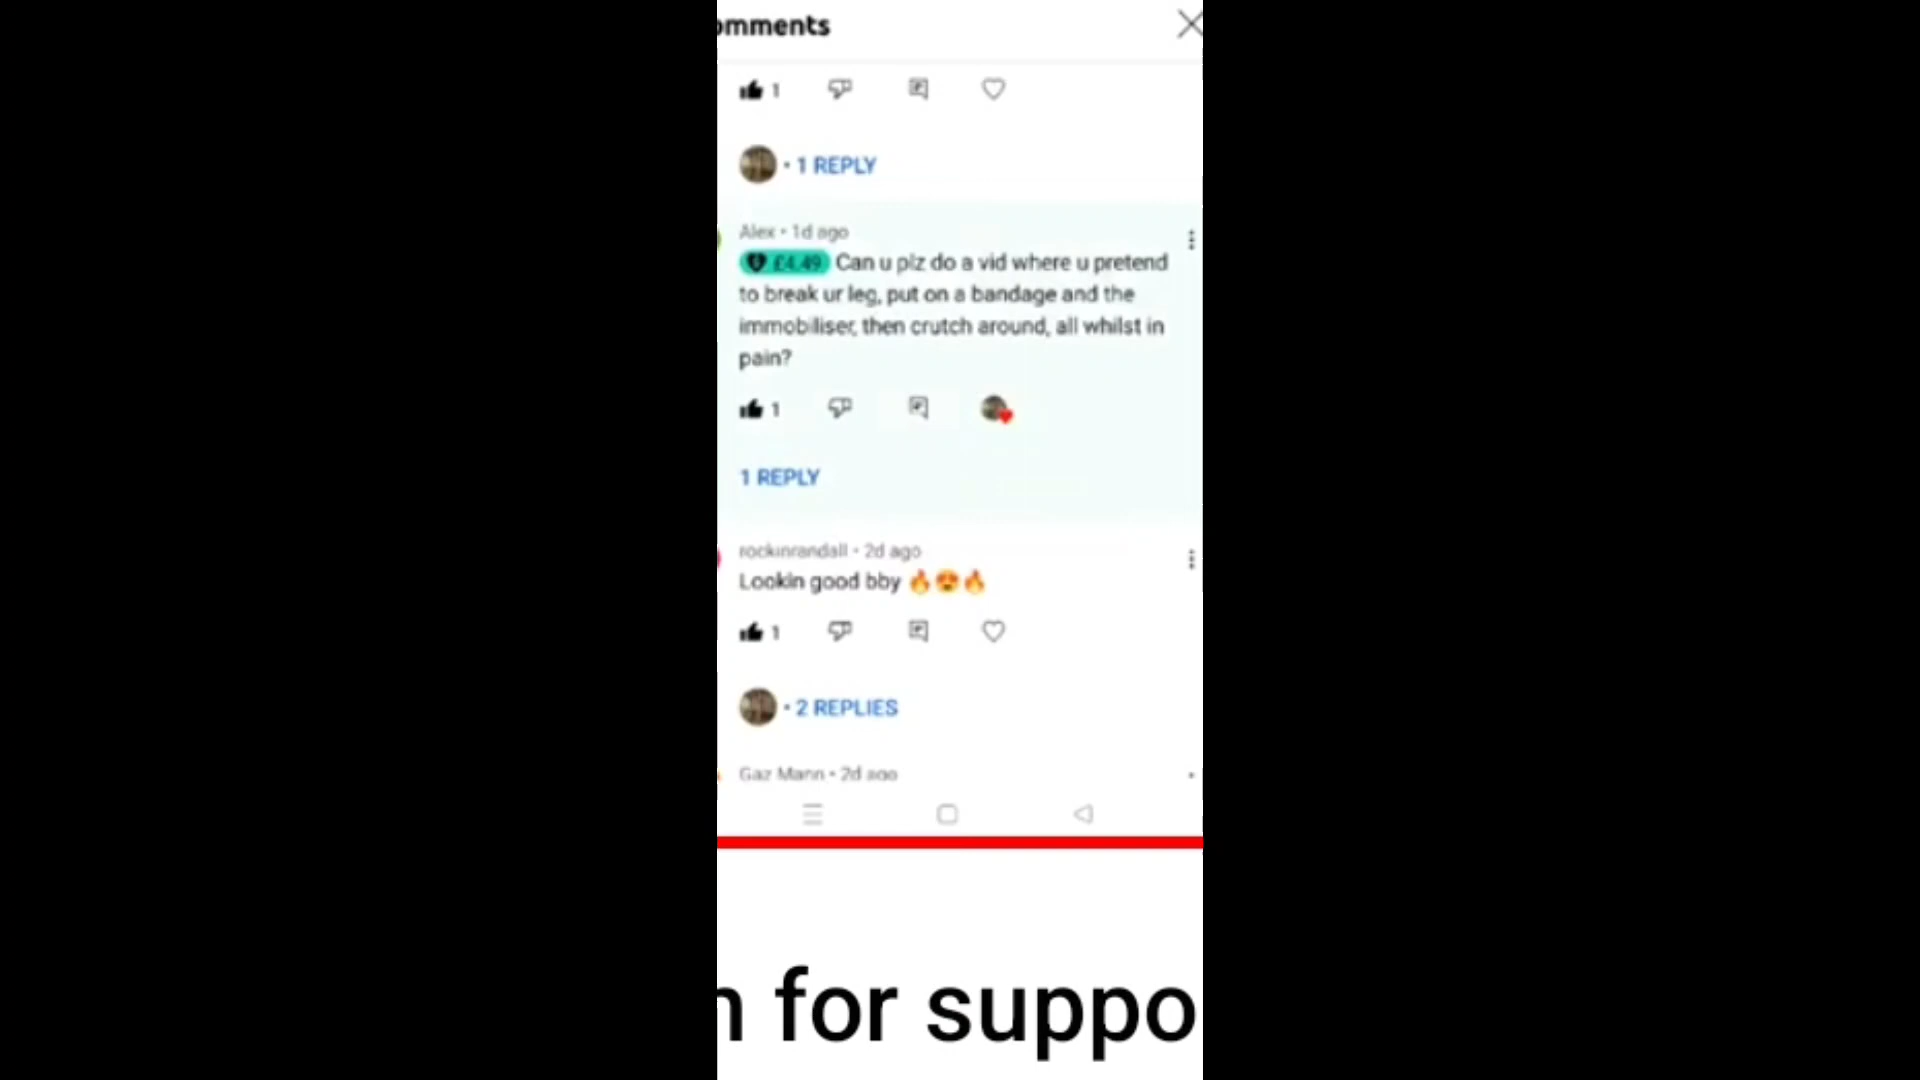 omments
1
• 1 REPLY
Alex • 1d ago
£4.49 Can u plz do a vid where u pretend
to break ur leg, put on a bandage and the
immobiliser, then crutch around, all whilst in
pain?
1
1 REPLY
rockinrandall • 2d ago
Lookin good bby 🔥😍🔥
1
• 2 REPLIES
Gaz Mann • 2d ago
n for suppo